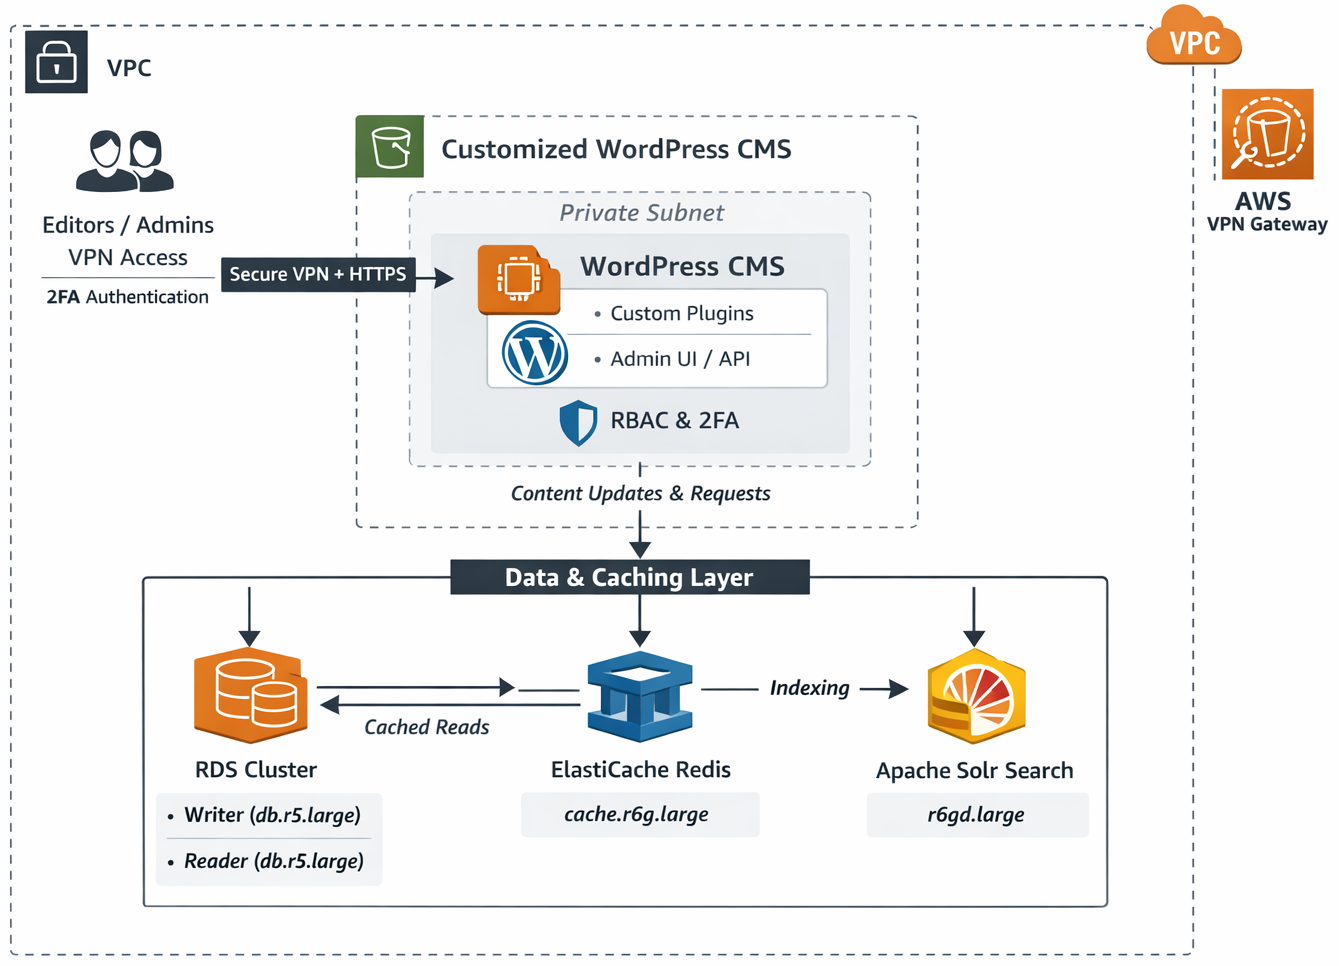 VPC
VPC
AWS
VPN Gateway
Editors / Admins
VPN Access
2FA Authentication
Secure VPN + HTTPS
Customized WordPress CMS
Private Subnet
WordPress CMS
• Custom Plugins
• Admin UI / API
RBAC & 2FA
Content Updates & Requests
Data & Caching Layer
Cached Reads
Indexing
RDS Cluster
• Writer (db.r5.large)
• Reader (db.r5.large)
ElastiCache Redis
cache.r6g.large
Apache Solr Search
r6gd.large